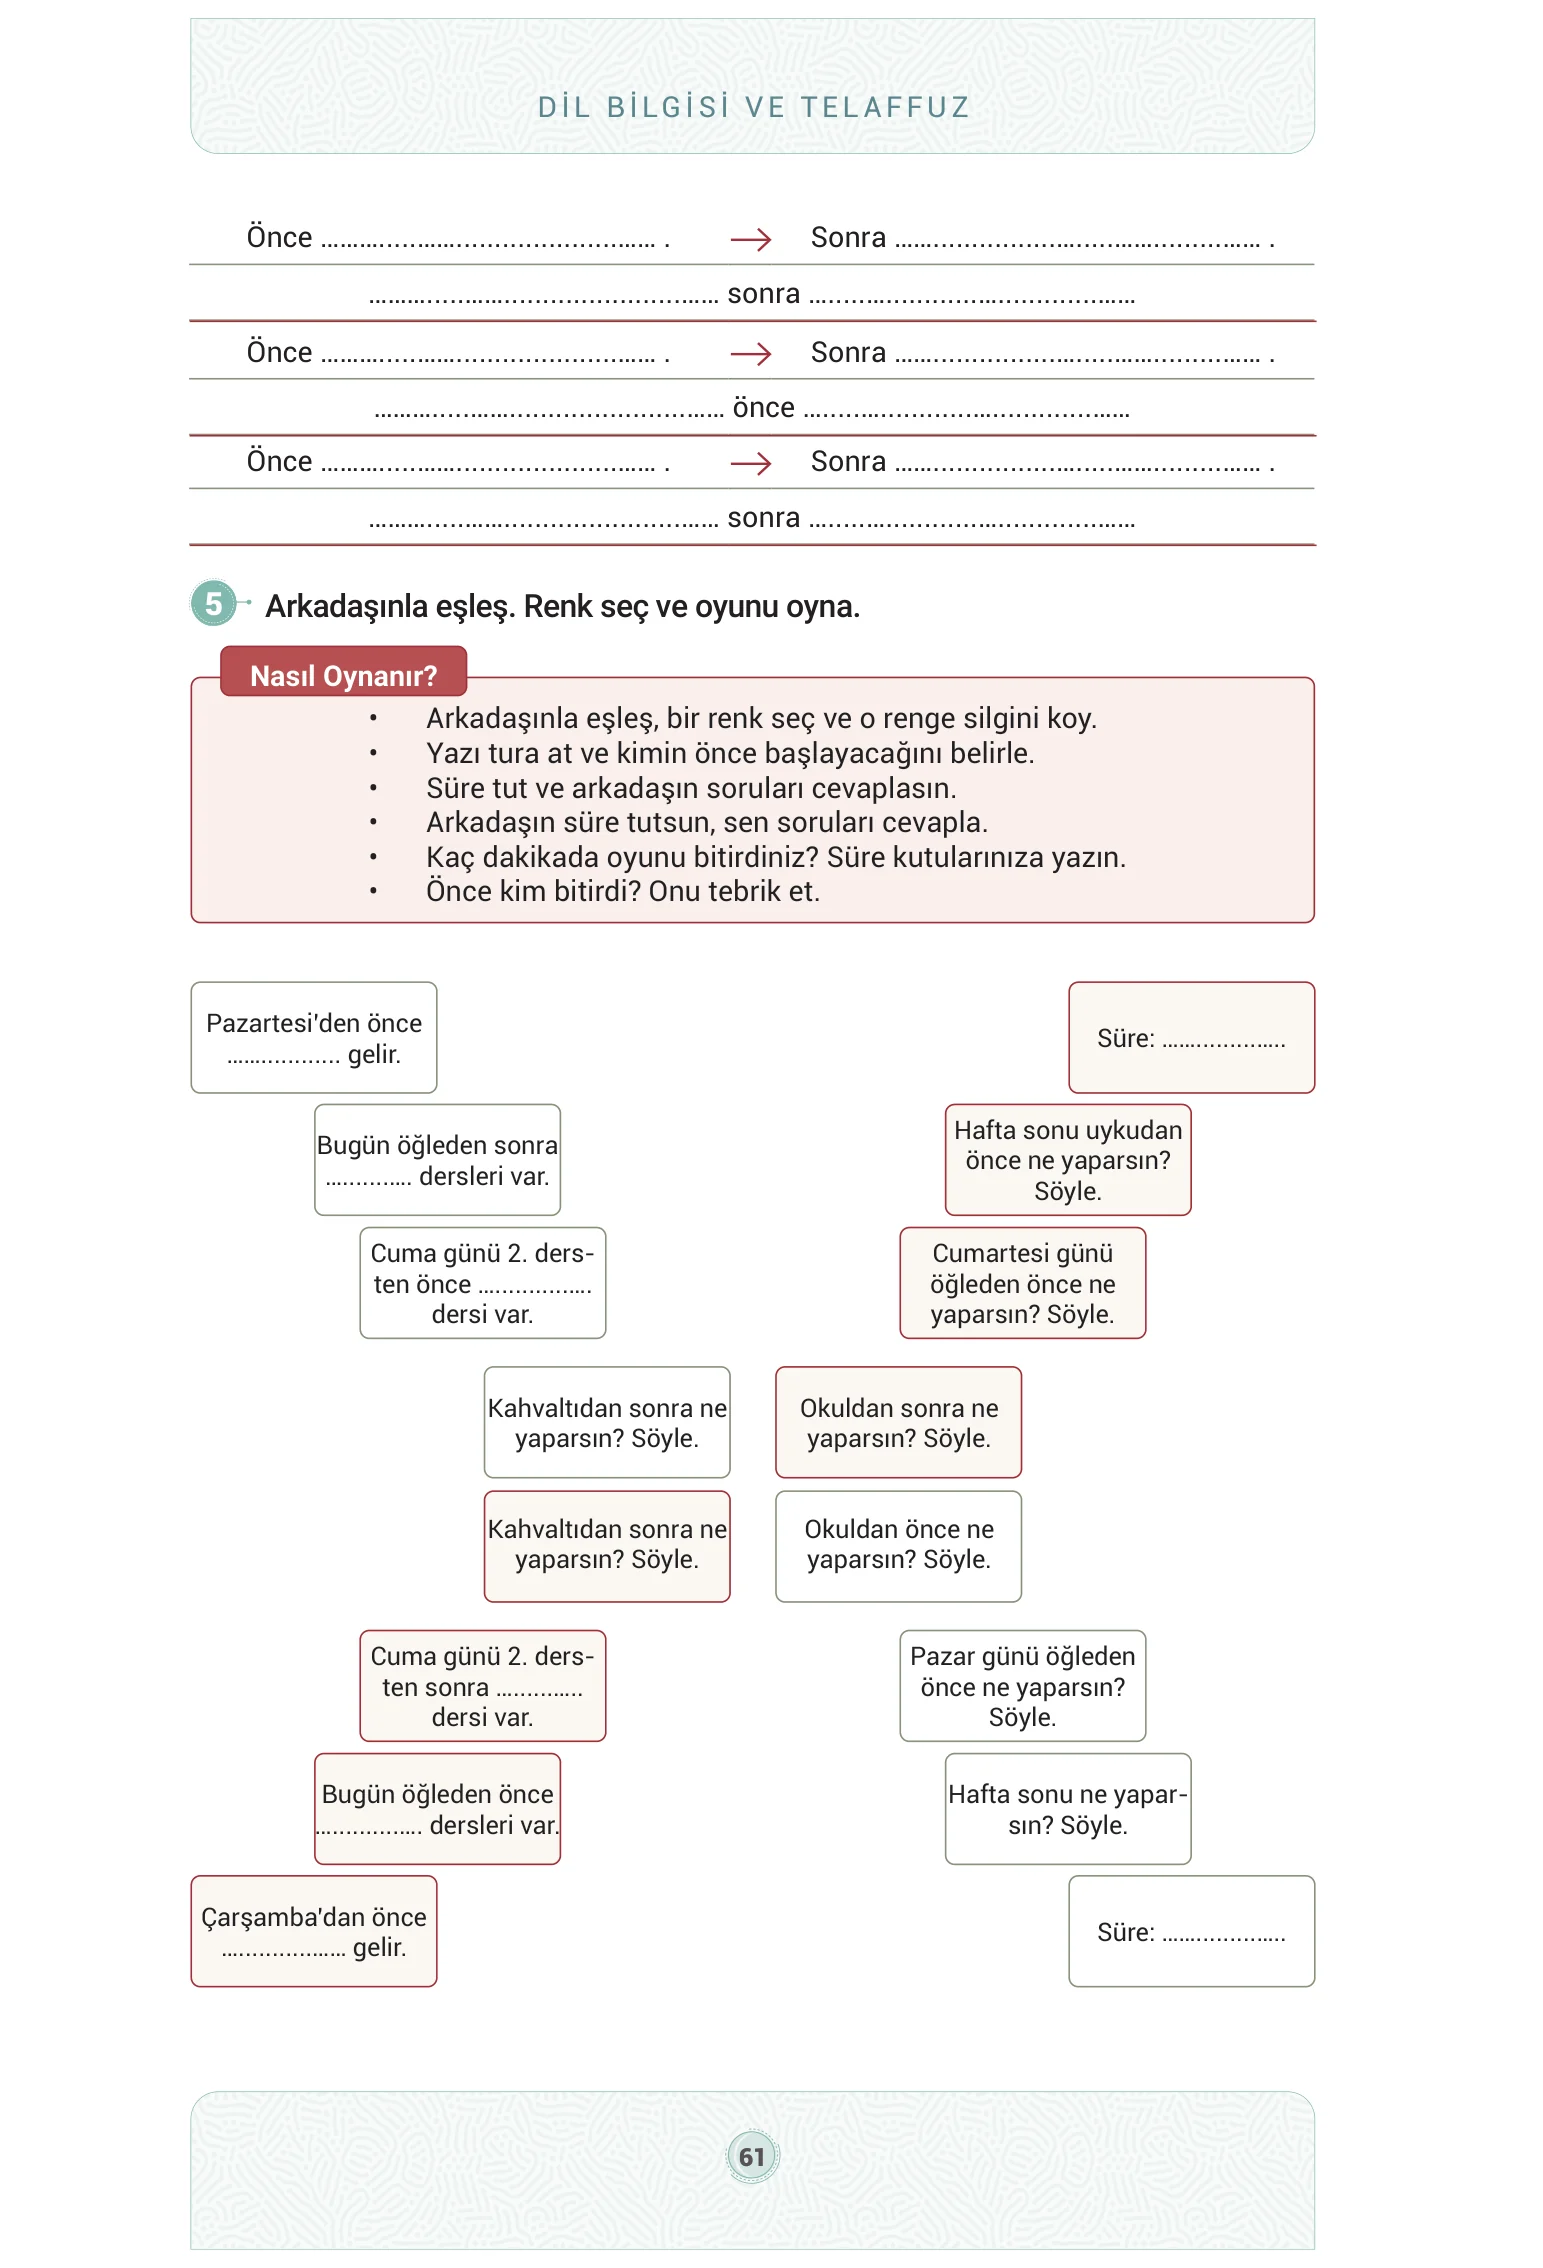 DİL BİLGİSİ VE TELAFFUZ
Önce ............................................ . → Sonra ................................................ .
.............................................. sonra ...........................................
Önce ............................................ . → Sonra ................................................ .
.............................................. önce ...........................................
Önce ............................................ . → Sonra ................................................ .
.............................................. sonra ...........................................
5 Arkadaşınla eşleş. Renk seç ve oyunu oyna.
Nasıl Oynanır?
• Arkadaşınla eşleş, bir renk seç ve o renge silgini koy.
• Yazı tura at ve kimin önce başlayacağını belirle.
• Süre tut ve arkadaşın soruları cevaplasın.
• Arkadaşın süre tutsun, sen soruları cevapla.
• Kaç dakikada oyunu bitirdiniz? Süre kutularınıza yazın.
• Önce kim bitirdi? Onu tebrik et.
Pazartesi'den önce
................. gelir.
Süre: ...................
Bugün öğleden sonra
............. dersleri var.
Hafta sonu uykudan
önce ne yaparsın?
Söyle.
Cuma günü 2. ders-
ten önce .................
dersi var.
Cumartesi günü
öğleden önce ne
yaparsın? Söyle.
Kahvaltıdan sonra ne
yaparsın? Söyle.
Okuldan sonra ne
yaparsın? Söyle.
Kahvaltıdan sonra ne
yaparsın? Söyle.
Okuldan önce ne
yaparsın? Söyle.
Cuma günü 2. ders-
ten sonra .............
dersi var.
Pazar günü öğleden
önce ne yaparsın?
Söyle.
Bugün öğleden önce
................ dersleri var.
Hafta sonu ne yapar-
sın? Söyle.
Çarşamba'dan önce
................... gelir.
Süre: ...................
61